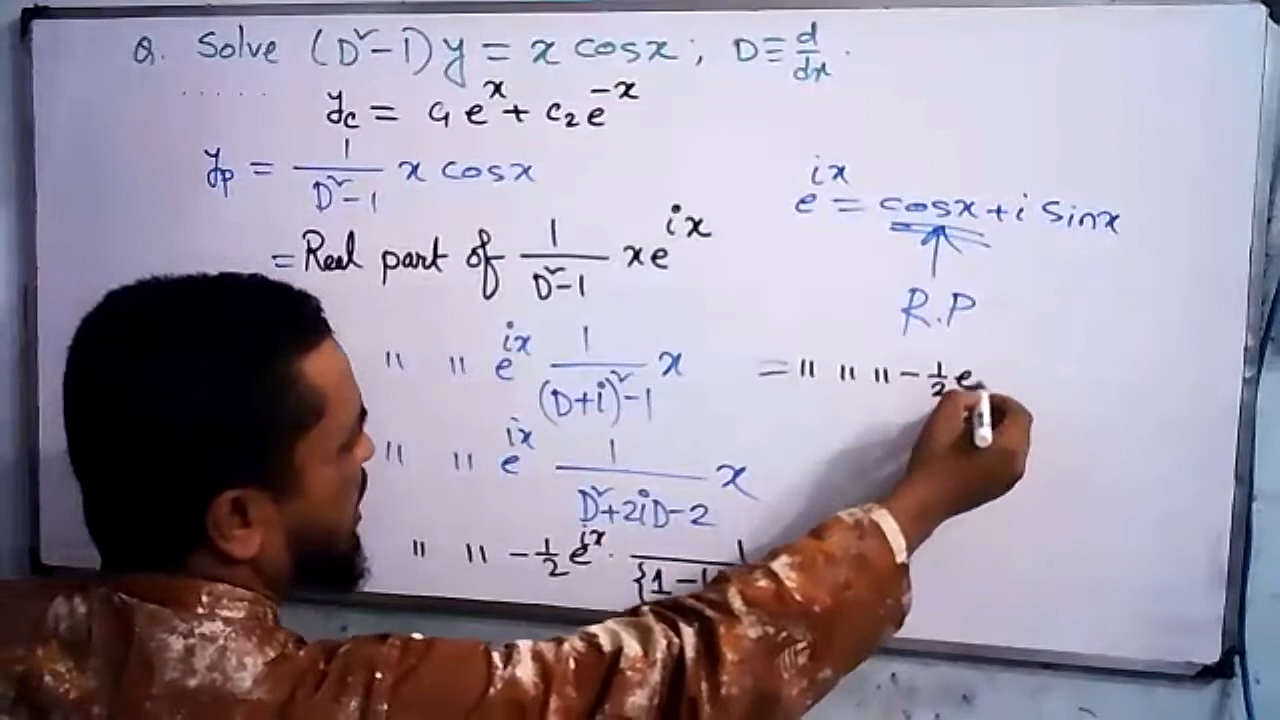 Q. Solve (D²-1)y = x cosx; D≡ d/dx.
y_c = c₁e^x + c₂e^-x
y_p = 1/(D²-1) x cosx
= Real part of 1/(D²-1) xe^ix
" " e^ix 1/((D+i)²-1) x
" " e^ix 1/(D²+2iD-2) x
" " -1/2 e^ix · 1/{1-
e^ix = cosx + i sinx
R.P
= " " " -1/2 e